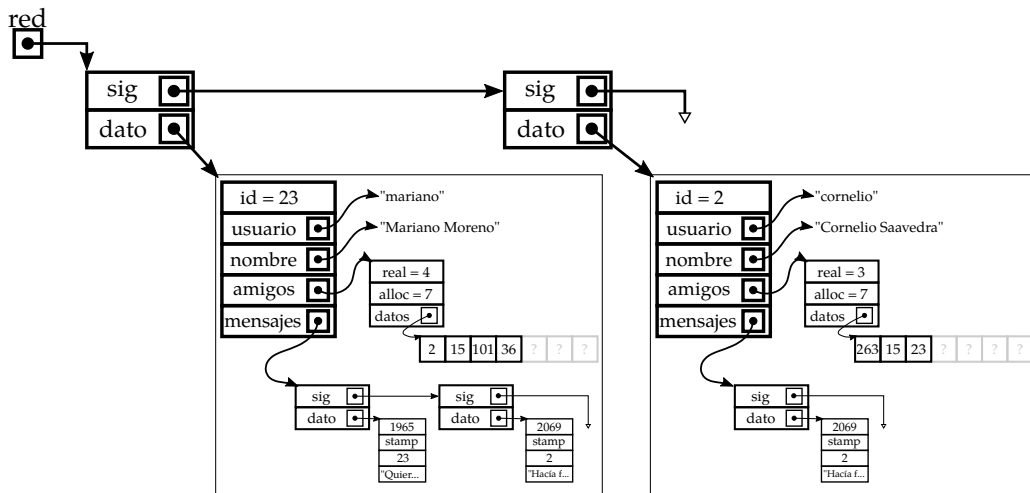 red
sig
sig
dato
dato
id = 23
"mariano"
id = 2
"cornelio"
usuario
"Mariano Moreno"
usuario
"Cornelio Saavedra"
nombre
nombre
real = 4
real = 3
amigos
alloc = 7
amigos
alloc = 7
mensajes
datos
mensajes
datos
2 15 101 36 ? ? ?
263 15 23 ? ? ? ?
sig
sig
sig
dato
dato
dato
1965
2069
2069
stamp
stamp
stamp
23
2
2
"Quier...
"Hacía f...
"Hacía f...